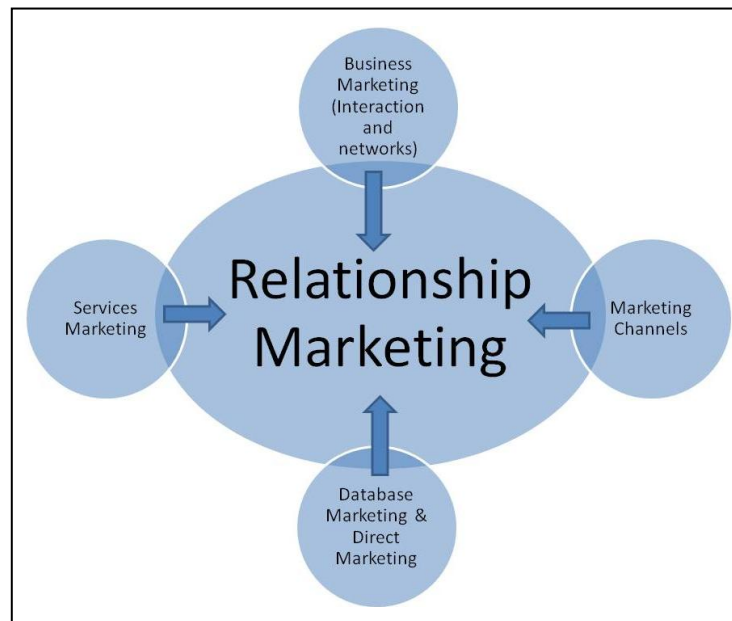 Business
Marketing
(Interaction
and
networks)
Relationship
Marketing
Services
Marketing
Marketing
Channels
Database
Marketing &
Direct
Marketing